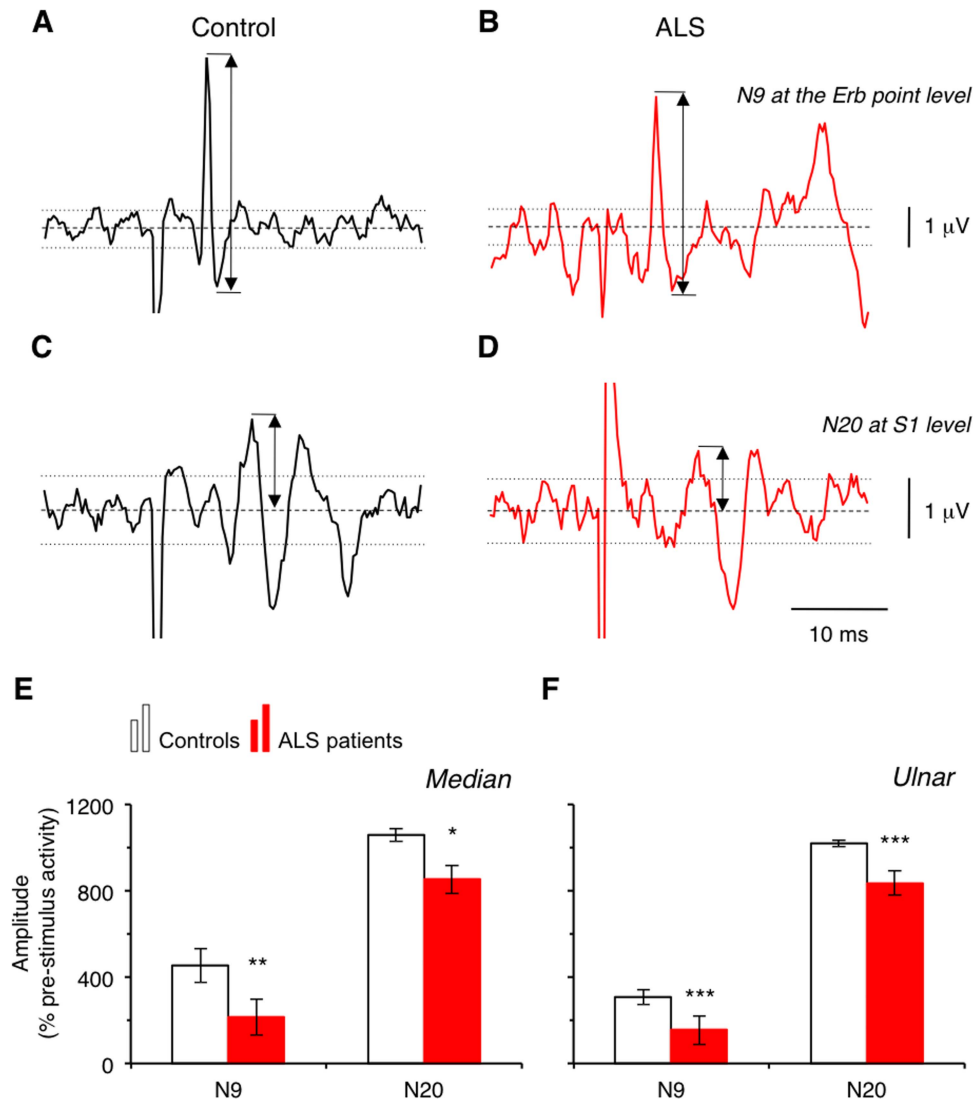 A
Control
B
ALS
N9 at the Erb point level
1 μV
C
D
N20 at S1 level
1 μV
10 ms
E
F
Controls
ALS patients
Median
Ulnar
Amplitude
(% pre-stimulus activity)
1200
800
400
0
**
*
***
***
N9
N20
N9
N20